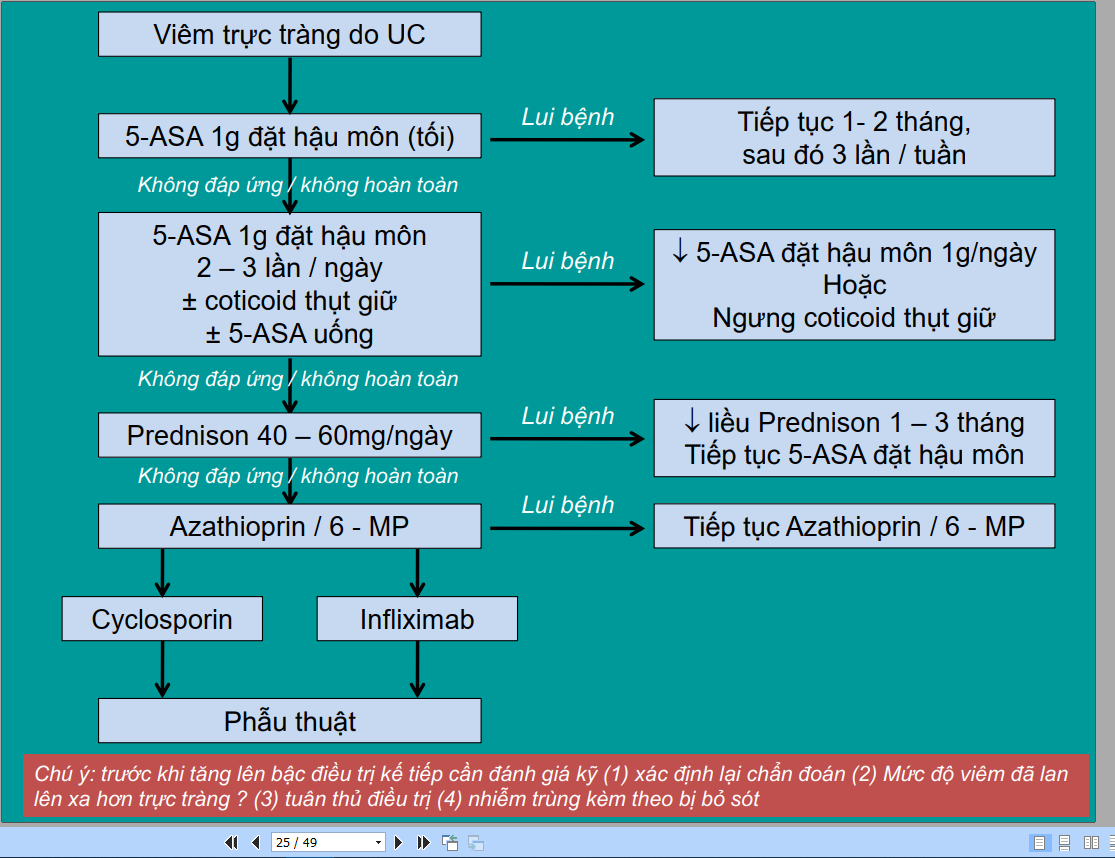 Viêm trực tràng do UC
5-ASA 1g đặt hậu môn (tối)
Lui bệnh
Tiếp tục 1- 2 tháng,
sau đó 3 lần / tuần
Không đáp ứng / không hoàn toàn
5-ASA 1g đặt hậu môn
2 – 3 lần / ngày
± coticoid thụt giữ
± 5-ASA uống
Lui bệnh
↓ 5-ASA đặt hậu môn 1g/ngày
Hoặc
Ngưng coticoid thụt giữ
Không đáp ứng / không hoàn toàn
Prednison 40 – 60mg/ngày
Lui bệnh
↓ liều Prednison 1 – 3 tháng
Tiếp tục 5-ASA đặt hậu môn
Không đáp ứng / không hoàn toàn
Azathioprin / 6 - MP
Lui bệnh
Tiếp tục Azathioprin / 6 - MP
Cyclosporin
Infliximab
Phẫu thuật
Chú ý: trước khi tăng lên bậc điều trị kế tiếp cần đánh giá kỹ (1) xác định lại chẩn đoán (2) Mức độ viêm đã lan
lên xa hơn trực tràng ? (3) tuân thủ điều trị (4) nhiễm trùng kèm theo bị bỏ sót
25 / 49